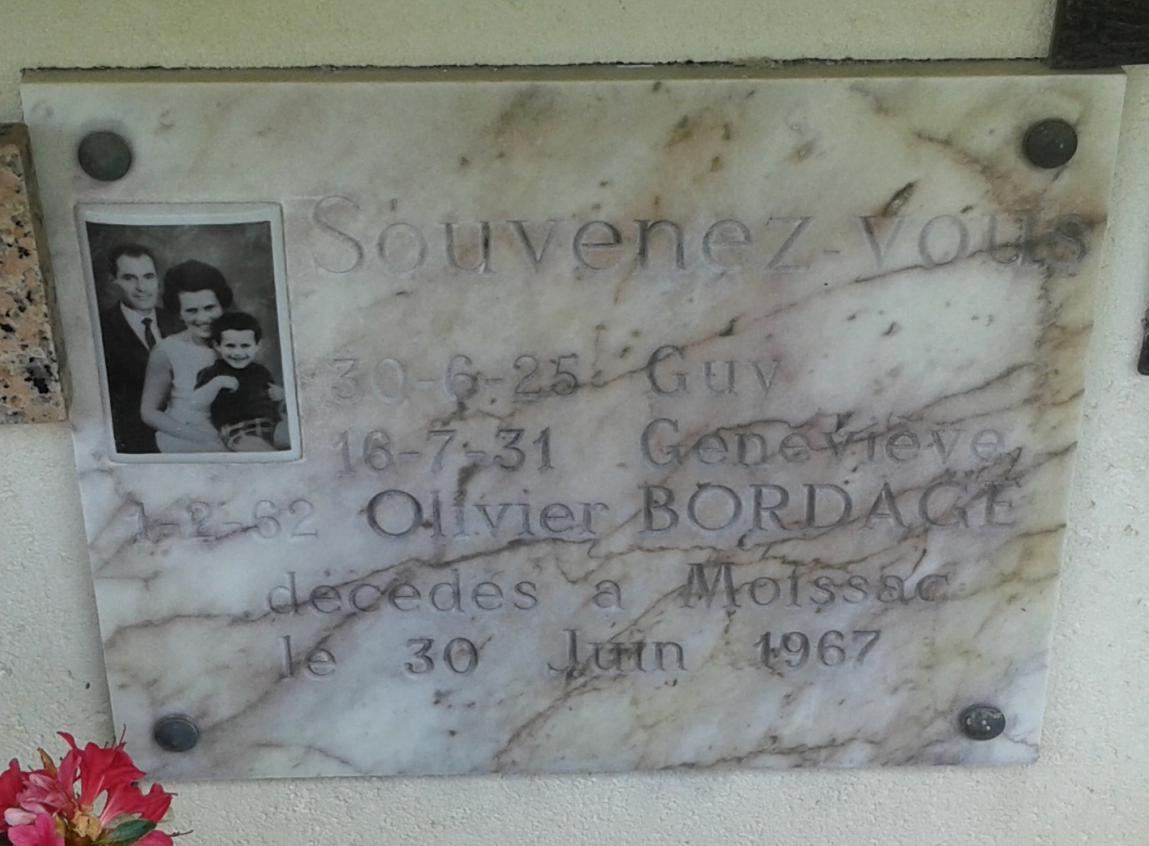 Souvenez-vous
30-6-25 Guy
16-7-31 Geneviève
1-2-62 Olivier BORDAGE
décédés à Moissac
le 30 Juin 1967